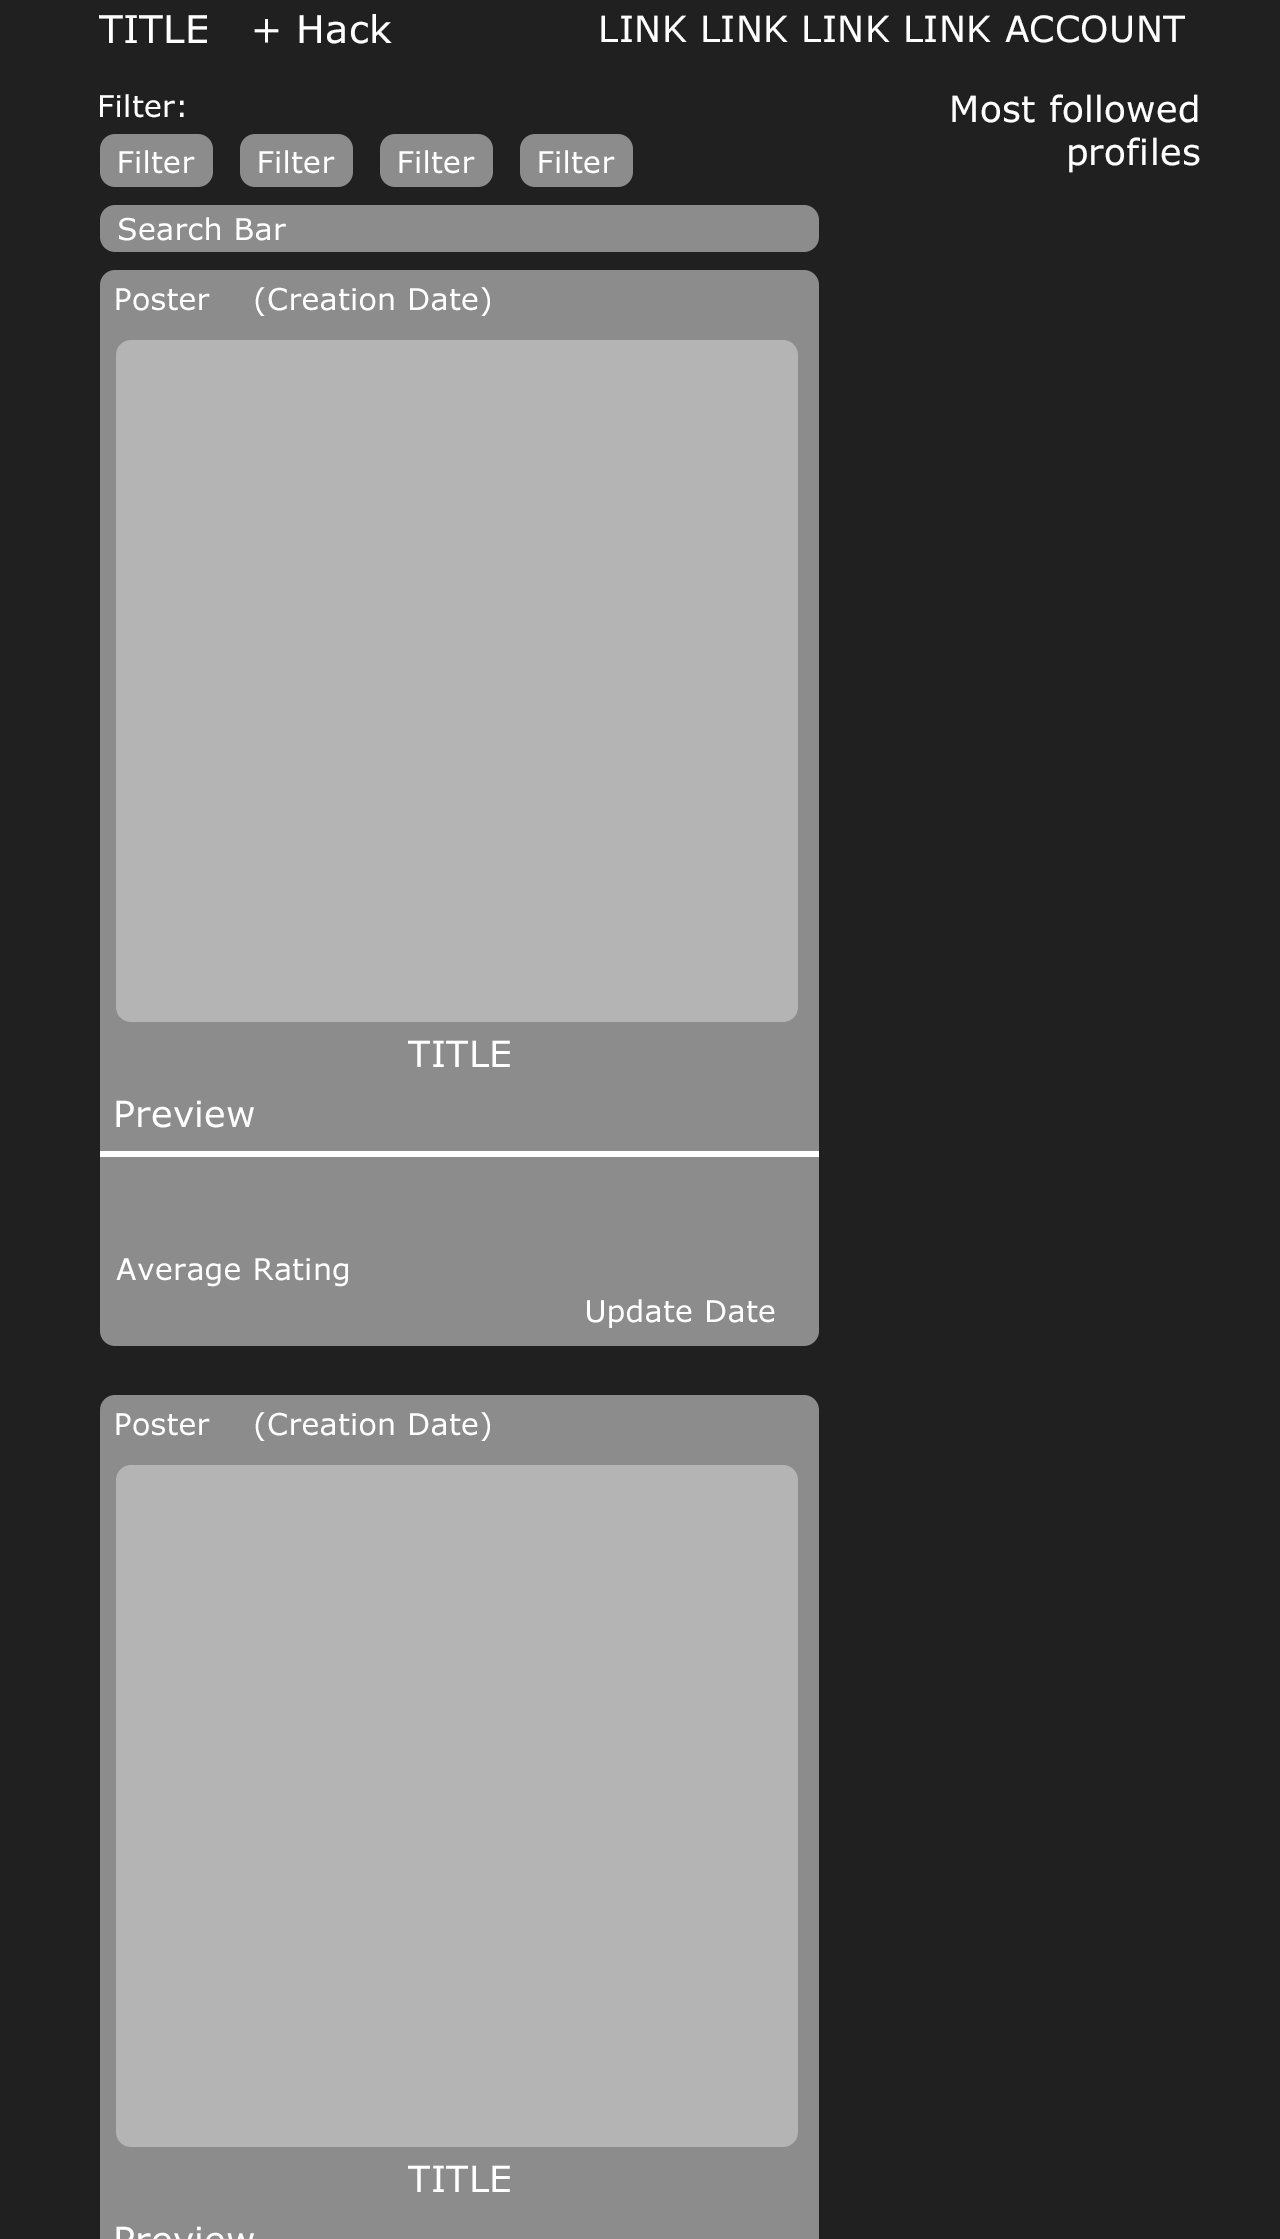 TITLE + Hack LINK LINK LINK LINK ACCOUNT
Filter:
Most followed
profiles
Filter Filter Filter Filter
Search Bar
Poster (Creation Date)
TITLE
Preview
Average Rating
Update Date
Poster (Creation Date)
TITLE
Preview